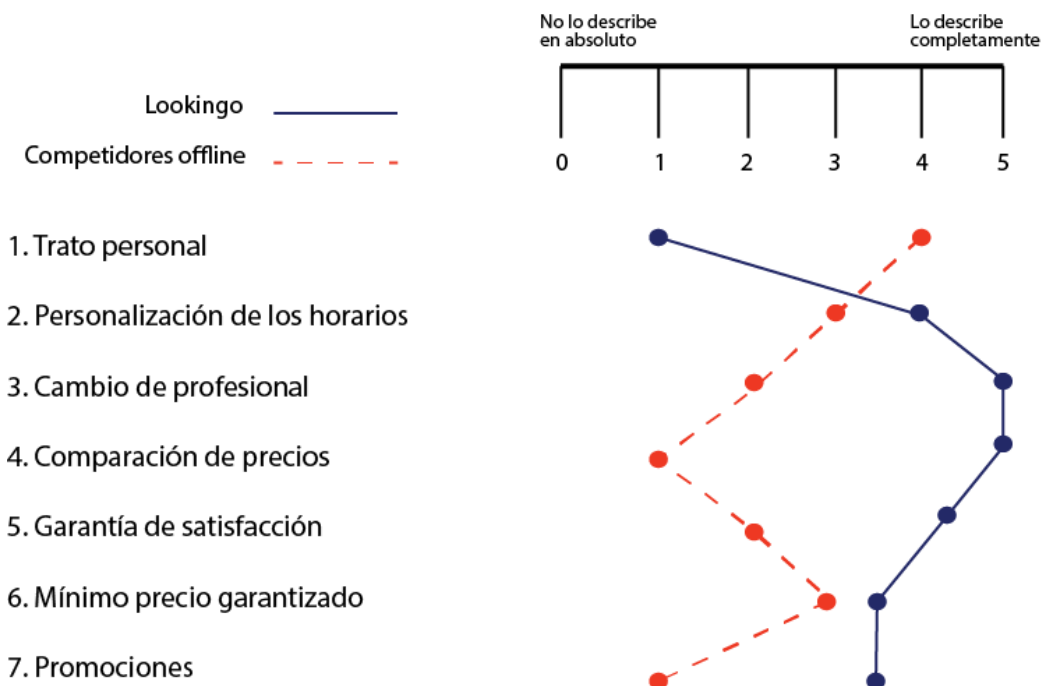 No lo describe
en absoluto
Lo describe
completamente
Lookingo
Competidores offline
0 1 2 3 4 5
1. Trato personal
2. Personalización de los horarios
3. Cambio de profesional
4. Comparación de precios
5. Garantía de satisfacción
6. Mínimo precio garantizado
7. Promociones